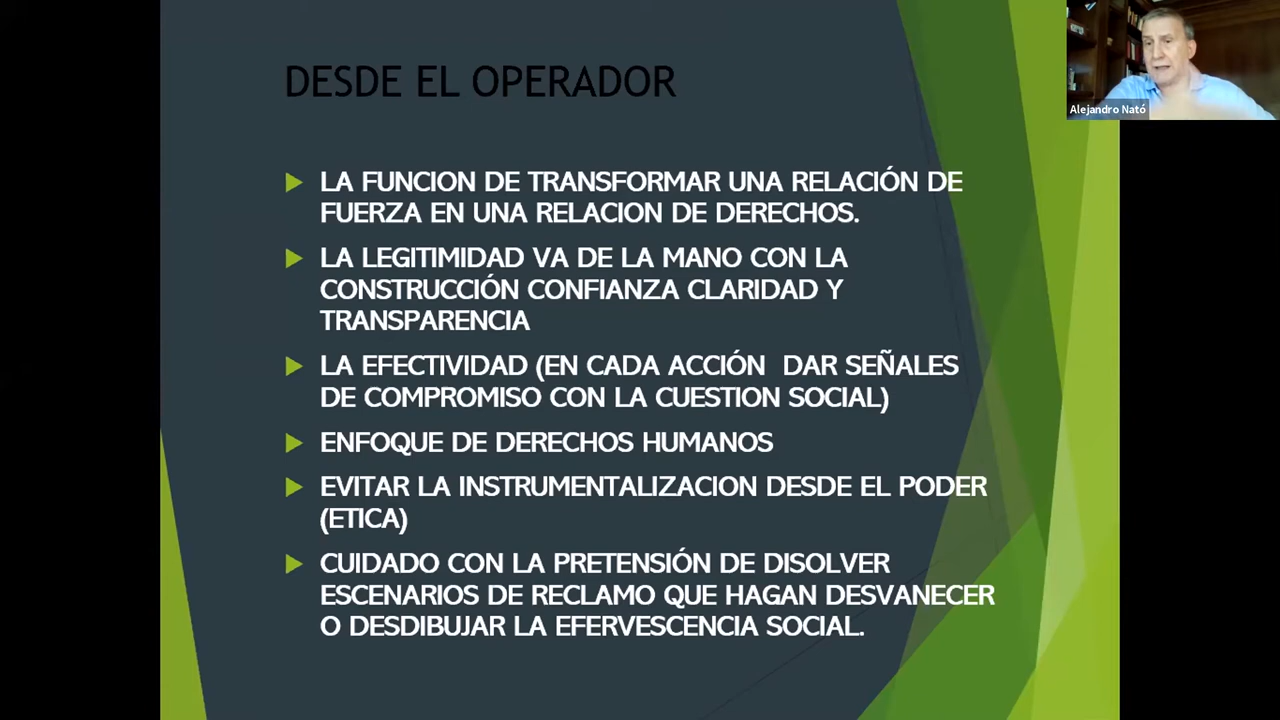 DESDE EL OPERADOR
LA FUNCION DE TRANSFORMAR UNA RELACIÓN DE
FUERZA EN UNA RELACION DE DERECHOS.
LA LEGITIMIDAD VA DE LA MANO CON LA
CONSTRUCCIÓN CONFIANZA CLARIDAD Y
TRANSPARENCIA
LA EFECTIVIDAD (EN CADA ACCIÓN  DAR SEÑALES
DE COMPROMISO CON LA CUESTION SOCIAL)
ENFOQUE DE DERECHOS HUMANOS
EVITAR LA INSTRUMENTALIZACION DESDE EL PODER
(ETICA)
CUIDADO CON LA PRETENSIÓN DE DISOLVER
ESCENARIOS DE RECLAMO QUE HAGAN DESVANECER
O DESDIBUJAR LA EFERVESCENCIA SOCIAL.
Alejandro Nató